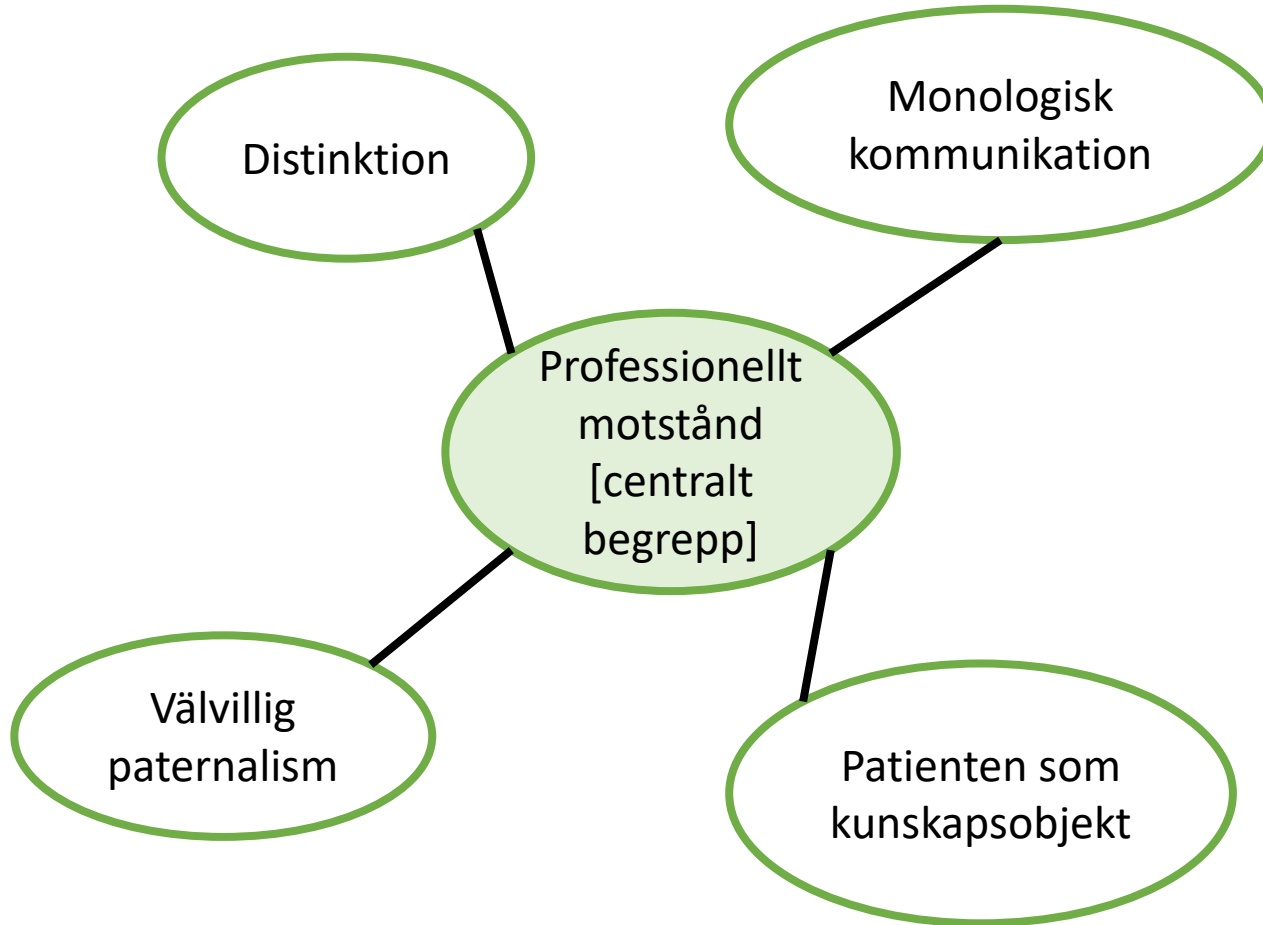 Distinktion
Monologisk
kommunikation
Professionellt
motstånd
[centralt
begrepp]
Välvillig
paternalism
Patienten som
kunskapsobjekt